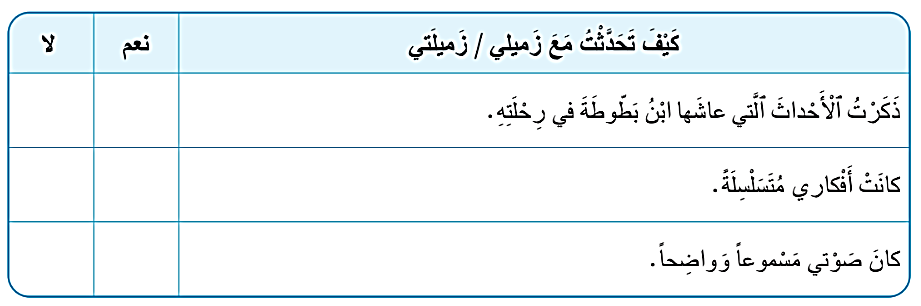 كَيْفَ تَحَدَّثْتُ مَعَ زَميلي / زَميلَتي نعم لا
ذَكَرْتُ ٱلْأَحْداثَ ٱلَّتي عاشَها ابْنُ بَطّوطَةَ في رِحْلَتِهِ.
كانَتْ أَفْكاري مُتَسَلْسِلَةً.
كانَ صَوْتي مَسْموعاً وَواضِحاً.